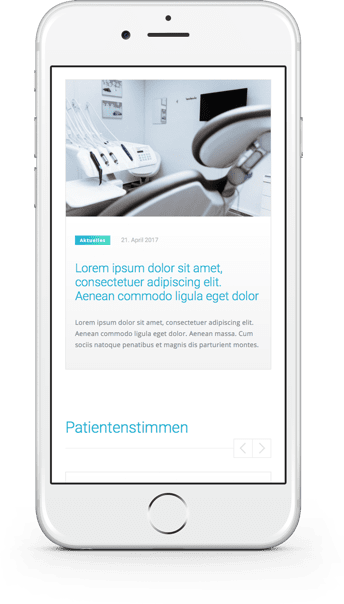 Aktuelles
21. April 2017
Lorem ipsum dolor sit amet,
consectetuer adipiscing elit.
Aenean commodo ligula eget dolor
Lorem ipsum dolor sit amet, consectetuer adipiscing elit.
Aenean commodo ligula eget dolor. Aenean massa. Cum
sociis natoque penatibus et magnis dis parturient montes.
Patientenstimmen